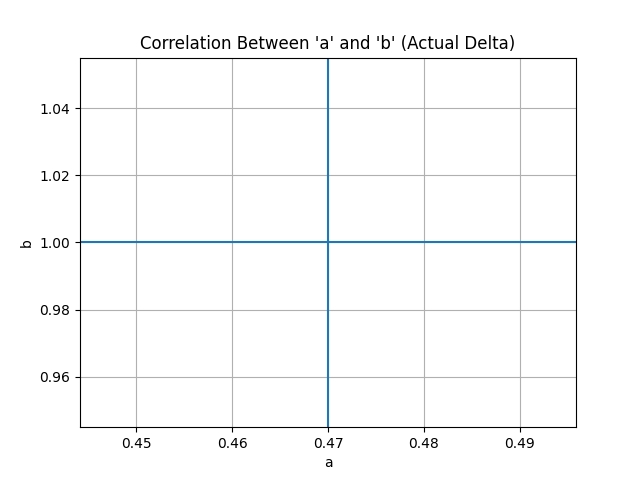 Correlation Between 'a' and 'b' (Actual Delta)
1.04
1.02
1.00
0.98
0.96
b
0.45 0.46 0.47 0.48 0.49
a